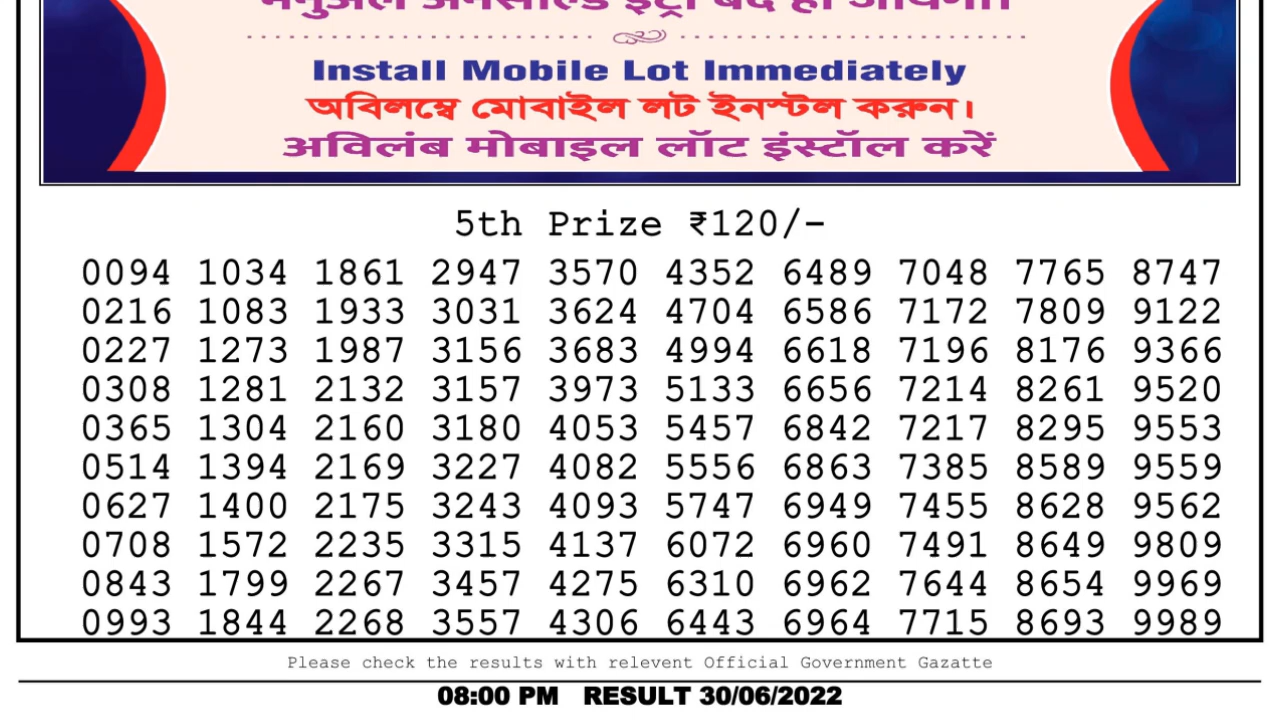 मनुअल अनसोल्ड इंट्री बंद हो जायेगी।
Install Mobile Lot Immediately
অবিলম্বে মোবাইল লট ইনস্টল করুন।
अविलंब मोबाइल लॉट इंस्टॉल करें
5th Prize ₹120/-
0094 1034 1861 2947 3570 4352 6489 7048 7765 8747
0216 1083 1933 3031 3624 4704 6586 7172 7809 9122
0227 1273 1987 3156 3683 4994 6618 7196 8176 9366
0308 1281 2132 3157 3973 5133 6656 7214 8261 9520
0365 1304 2160 3180 4053 5457 6842 7217 8295 9553
0514 1394 2169 3227 4082 5556 6863 7385 8589 9559
0627 1400 2175 3243 4093 5747 6949 7455 8628 9562
0708 1572 2235 3315 4137 6072 6960 7491 8649 9809
0843 1799 2267 3457 4275 6310 6962 7644 8654 9969
0993 1844 2268 3557 4306 6443 6964 7715 8693 9989
Please check the results with relevent Official Government Gazatte
08:00 PM RESULT 30/06/2022